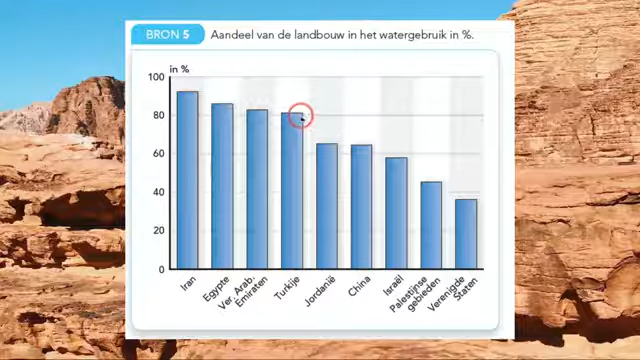 BRON 5 Aandeel van de landbouw in het watergebruik in %.
in %
100
80
60
40
20
0
Iran
Egypte
Ver. Arab.
Emiraten
Turkije
Jordanië
China
Israël
Palestijnse
gebieden
Verenigde
Staten